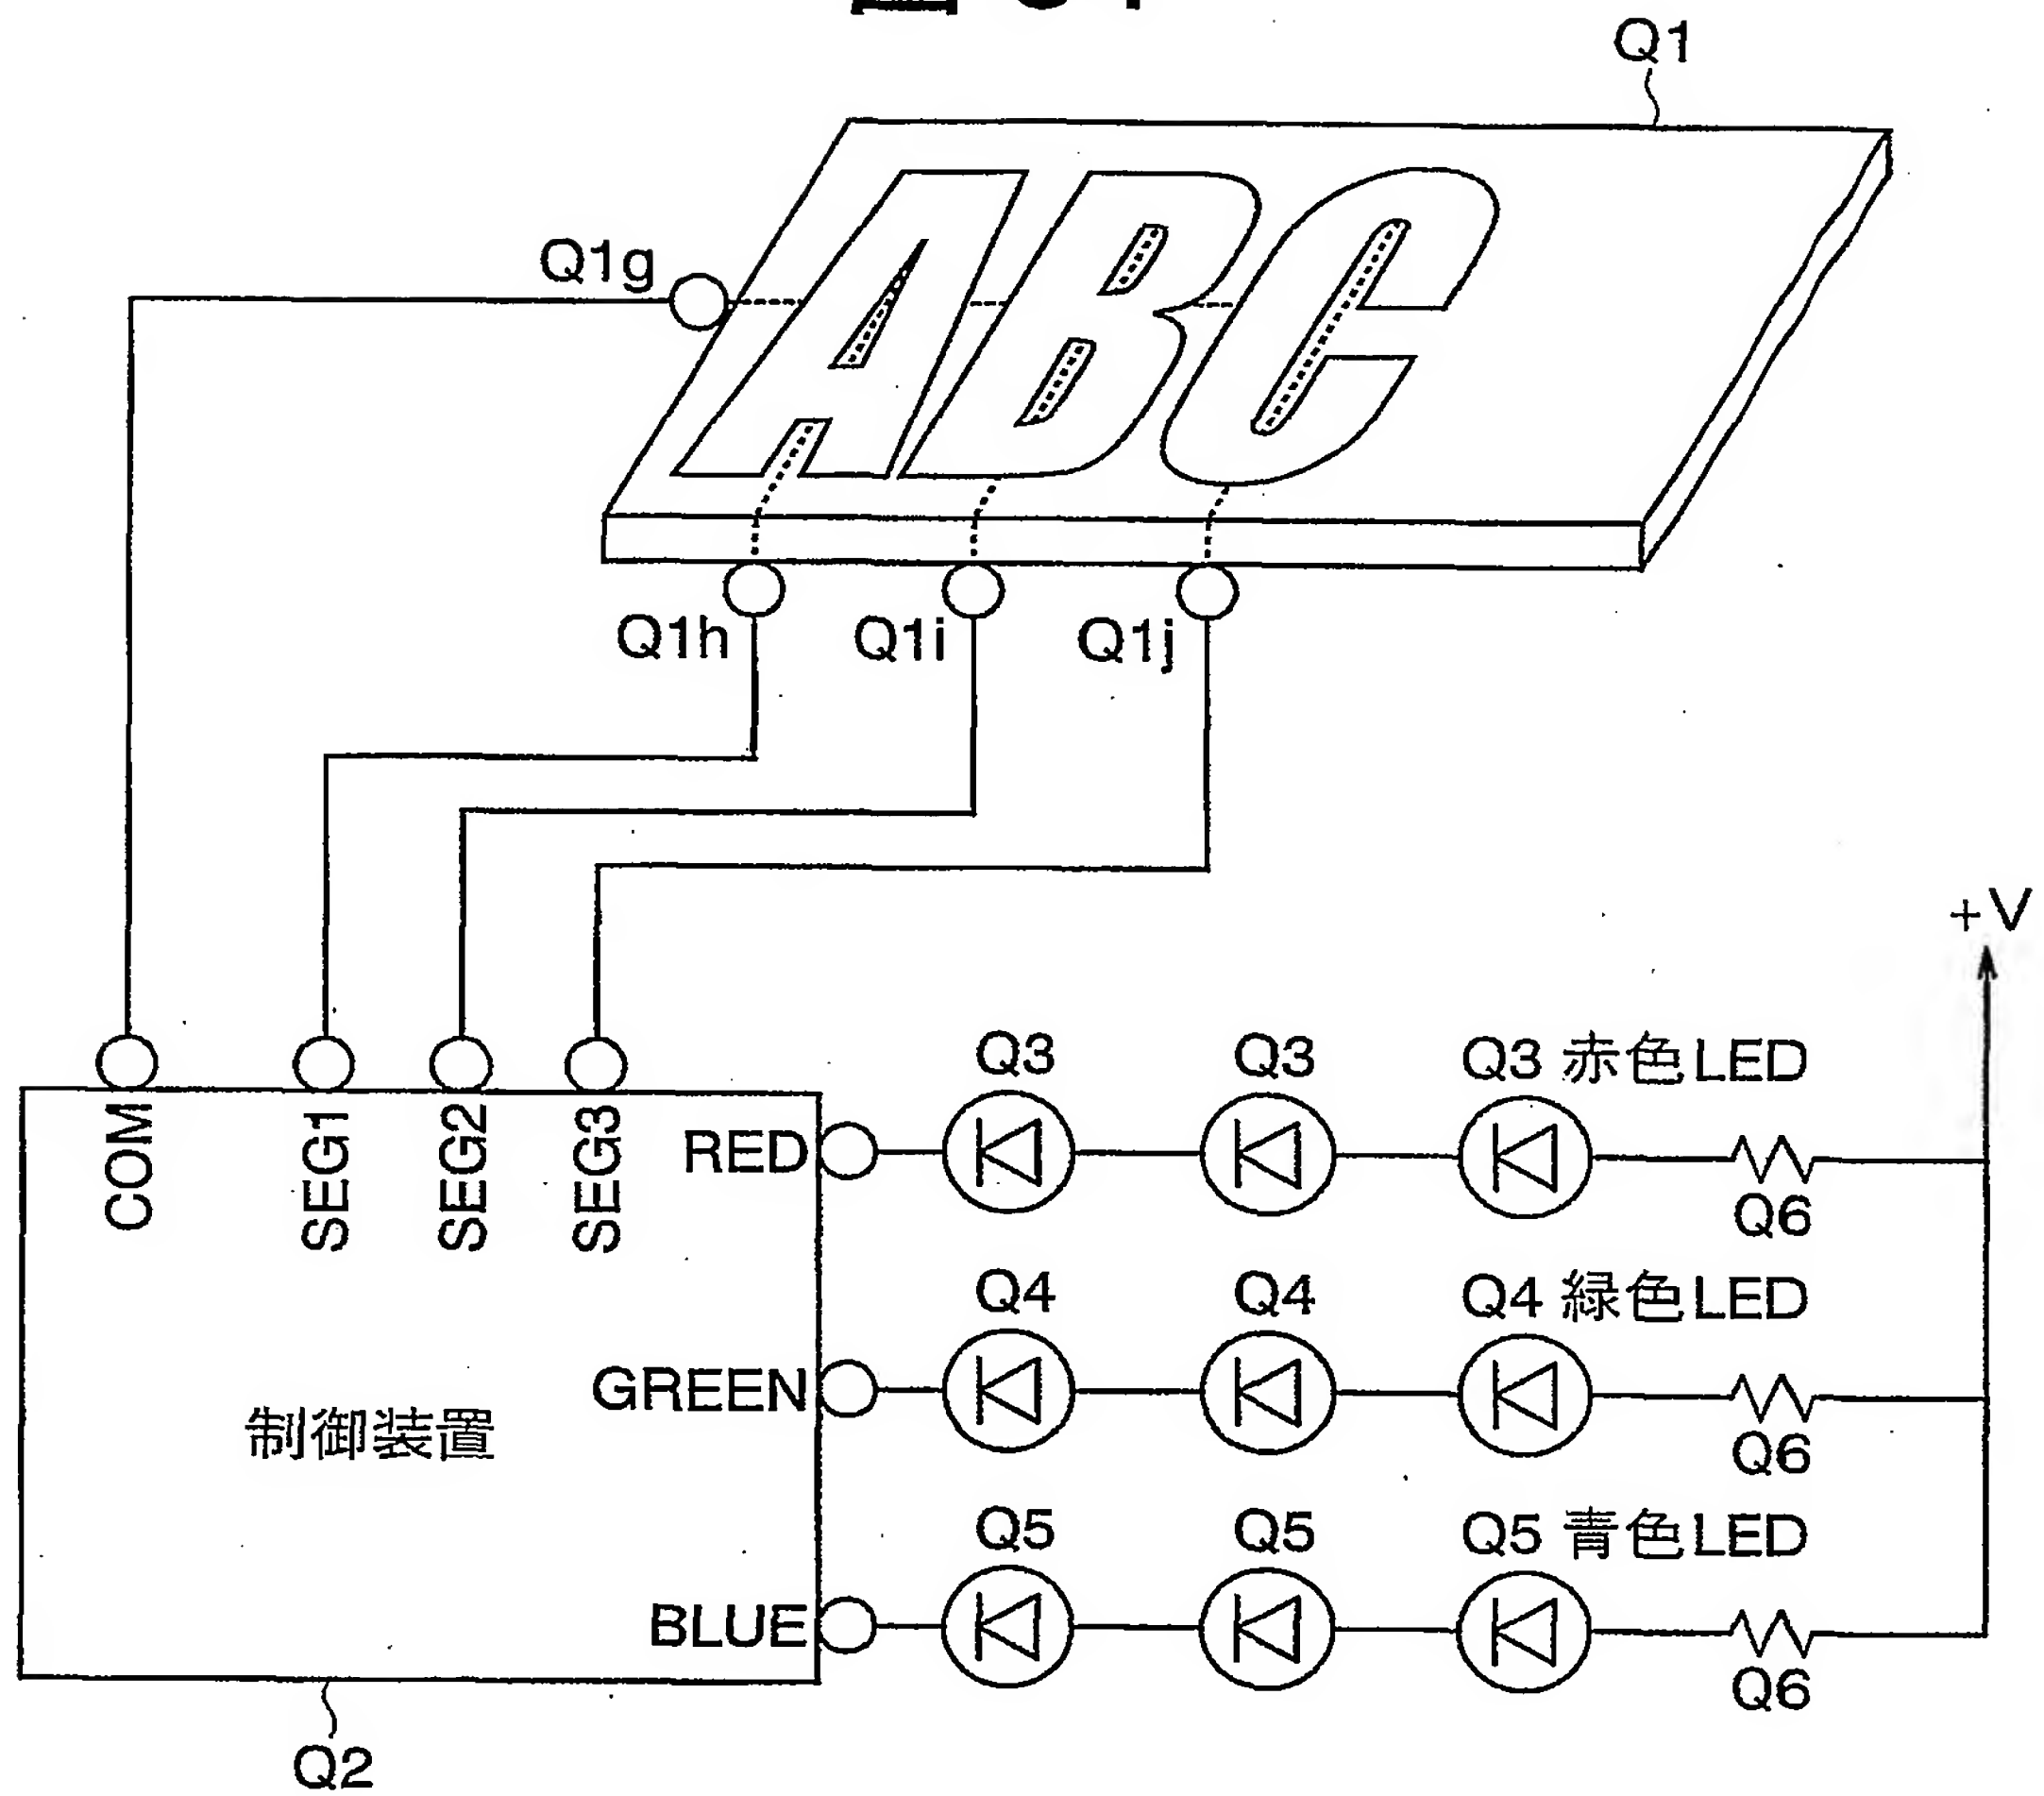 Q1
ABC
Q1g
Q1h Q1i Q1j
+V
COM SEG1 SEG2 SEG3
RED
Q3 Q3 Q3 赤色LED
Q6
GREEN
Q4 Q4 Q4 緑色LED
Q6
制御装置
BLUE
Q5 Q5 Q5 青色LED
Q6
Q2